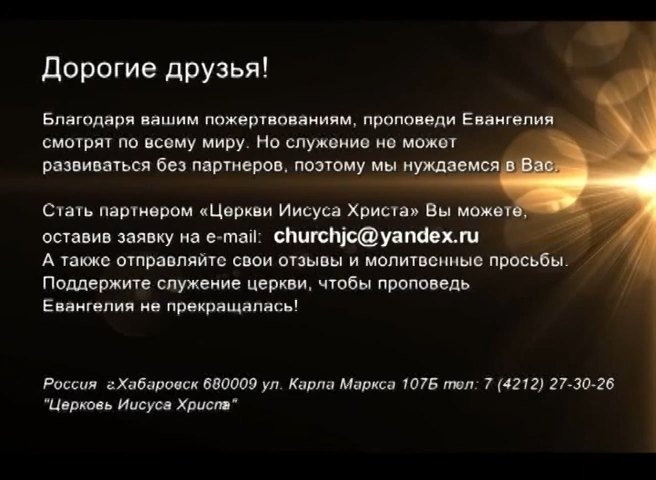 Дорогие друзья!
Благодаря вашим пожертвованиям, проповеди Евангелия
смотрят по всему миру. Но служение не может
развиваться без партнеров, поэтому мы нуждаемся в Вас.
Стать партнером «Церкви Иисуса Христа» Вы можете,
оставив заявку на e-mail: churchjc@yandex.ru
А также отправляйте свои отзывы и молитвенные просьбы.
Поддержите служение церкви, чтобы проповедь
Евангелия не прекращалась!
Россия г.Хабаровск 680009 ул. Карла Маркса 107Б тел: 7 (4212) 27-30-26
"Церковь Иисуса Христа"